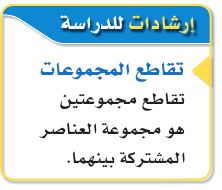 إرشادات للدراسة
تقاطع المجموعات
تقاطع مجموعتين
هو مجموعة العناصر
المشتركة بينهما.